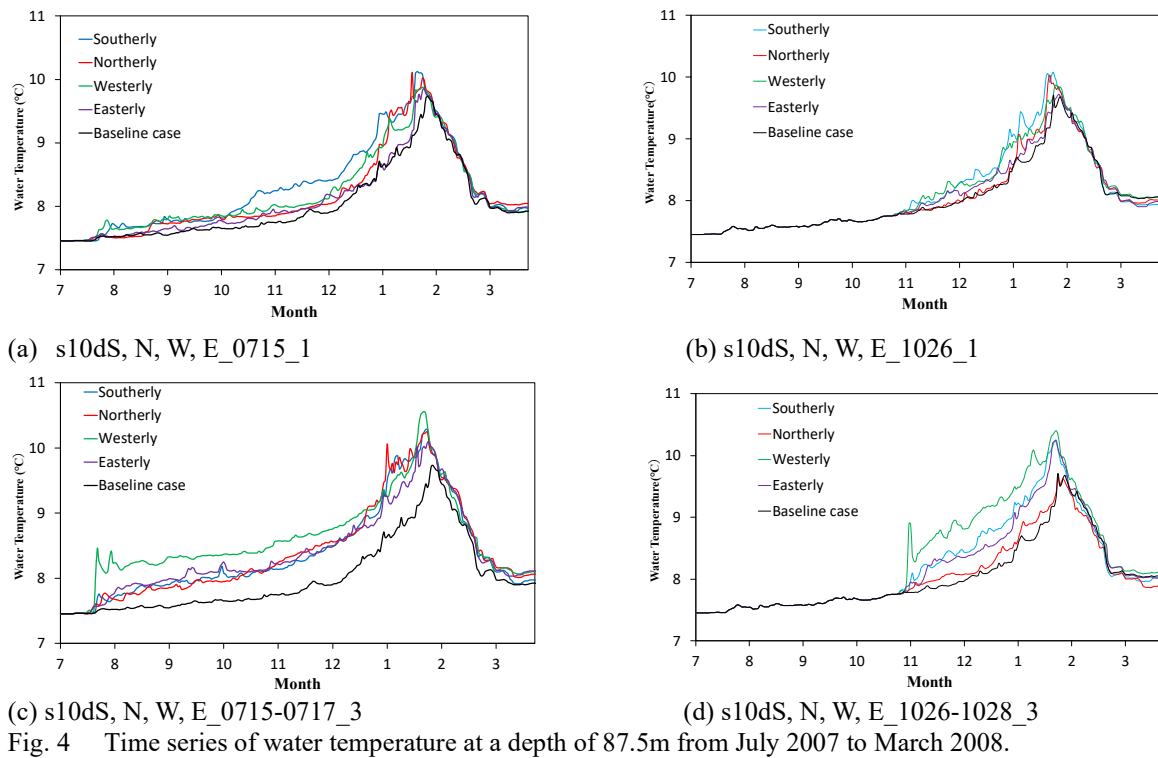 11
10
9
8
7
Water Temperature (°C)
Southerly
Northerly
Westerly
Easterly
Baseline case
7 8 9 10 11 12 1 2 3
Month
(a) s10dS, N, W, E_0715_1
11
10
9
8
7
Water Temperature(°C)
Southerly
Northerly
Westerly
Easterly
Baseline case
7 8 9 10 11 12 1 2 3
Month
(b) s10dS, N, W, E_1026_1
11
10
9
8
7
Water Temperature (°C)
Southerly
Northerly
Westerly
Easterly
Baseline case
7 8 9 10 11 12 1 2 3
Month
(c) s10dS, N, W, E_0715-0717_3
11
10
9
8
7
Water Temperature(°C)
Southerly
Northerly
Westerly
Easterly
Baseline case
7 8 9 10 11 12 1 2 3
Month
(d) s10dS, N, W, E_1026-1028_3
Fig. 4 Time series of water temperature at a depth of 87.5m from July 2007 to March 2008.